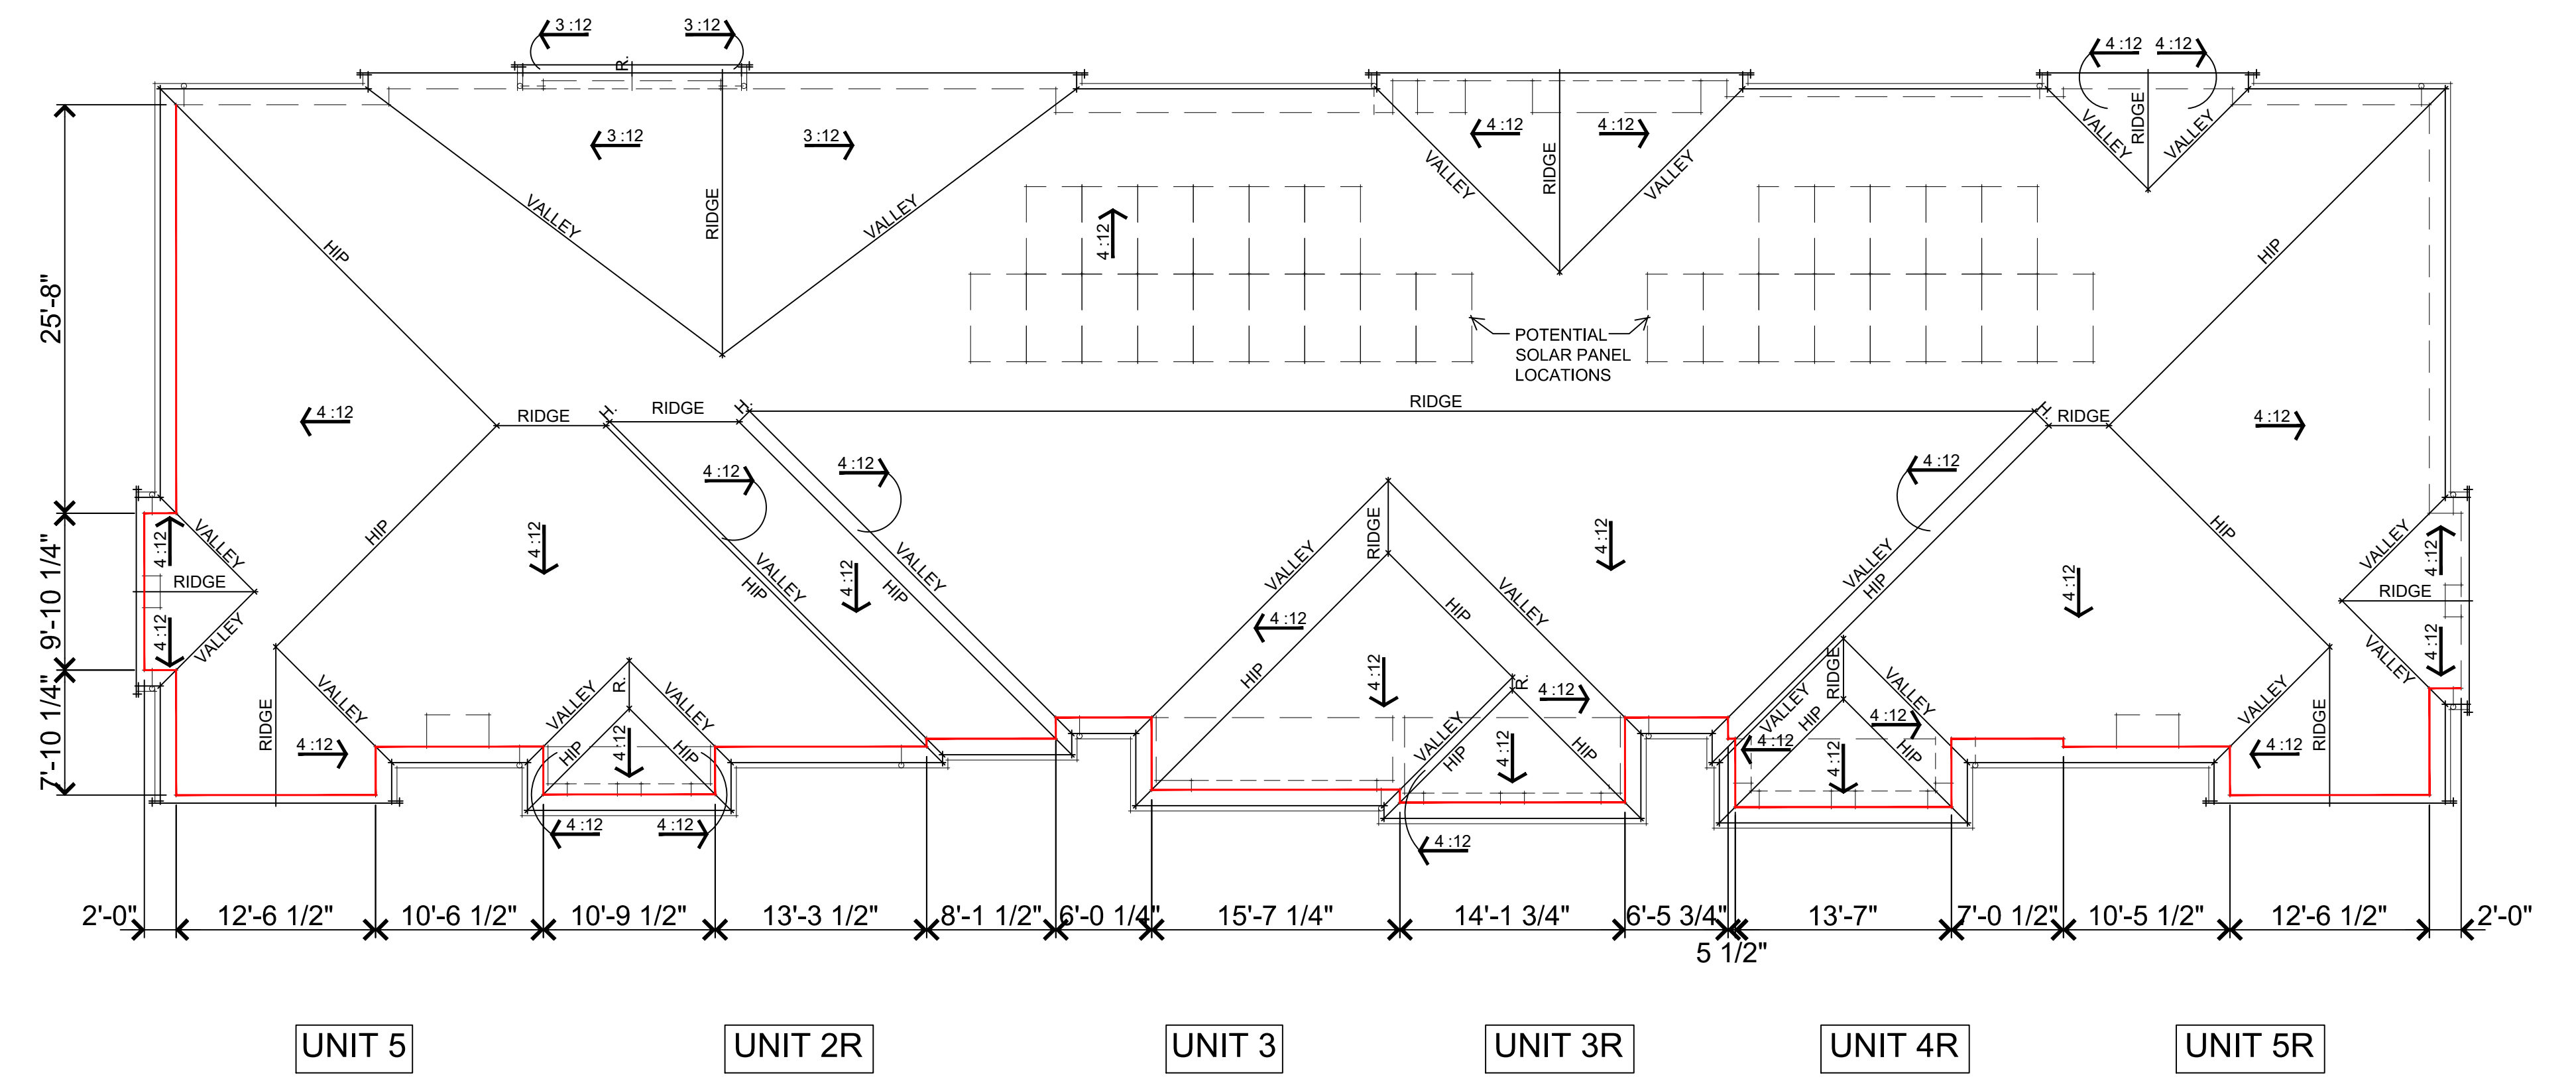 3 :12 3 :12 4 :12 4 :12
R.
3 :12 3 :12 4 :12 4 :12
RIDGE VALLEY RIDGE VALLEY
VALLEY RIDGE VALLEY VALLEY RIDGE VALLEY
HIP 4 :12 HIP
25'-8"
POTENTIAL
SOLAR PANEL
LOCATIONS
4 :12 RIDGE H. RIDGE H. RIDGE H. RIDGE 4 :12
4 :12 4 :12 4 :12
HIP 4 :12 RIDGE 4 :12 HIP
4 :12 VALLEY VALLEY 4 :12
9'-10 1/4" RIDGE VALLEY HIP 4 :12 HIP VALLEY VALLEY VALLEY HIP 4 :12 RIDGE
4 :12 VALLEY 4 :12 HIP VALLEY 4 :12
HIP 4 :12
VALLEY R. R. RIDGE VALLEY
7'-10 1/4" RIDGE VALLEY VALLEY 4 :12 VALLEY VALLEY RIDGE
4 :12 HIP 4 :12 HIP VALLEY HIP 4 :12 HIP HIP 4 :12 HIP 4 :12
4 :12 4 :12 4 :12
4 :12 4 :12
4 :12
2'-0" 12'-6 1/2" 10'-6 1/2" 10'-9 1/2" 13'-3 1/2" 8'-1 1/2" 6'-0 1/4" 15'-7 1/4" 14'-1 3/4" 6'-5 3/4" 13'-7" 7'-0 1/2" 10'-5 1/2" 12'-6 1/2" 2'-0"
5 1/2"
UNIT 5 UNIT 2R UNIT 3 UNIT 3R UNIT 4R UNIT 5R